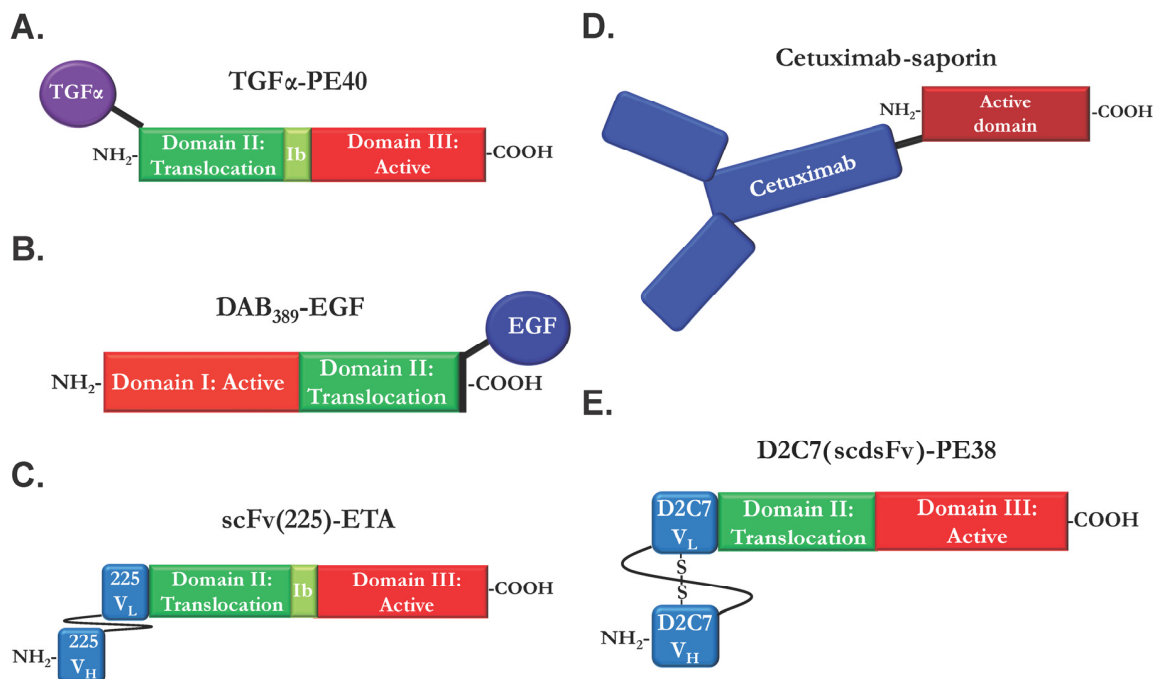 A.
TGFα-PE40
TGFα
NH2-
Domain II:
Translocation
Ib
Domain III:
Active
-COOH
B.
DAB389-EGF
EGF
NH2-
Domain I: Active
Domain II:
Translocation
-COOH
C.
scFv(225)-ETA
225
VL
Domain II:
Translocation
Ib
Domain III:
Active
-COOH
NH2-
225
VH
D.
Cetuximab-saporin
NH2-
Active
domain
-COOH
Cetuximab
E.
D2C7(scdsFv)-PE38
D2C7
VL
Domain II:
Translocation
Domain III:
Active
-COOH
S
S
NH2-
D2C7
VH